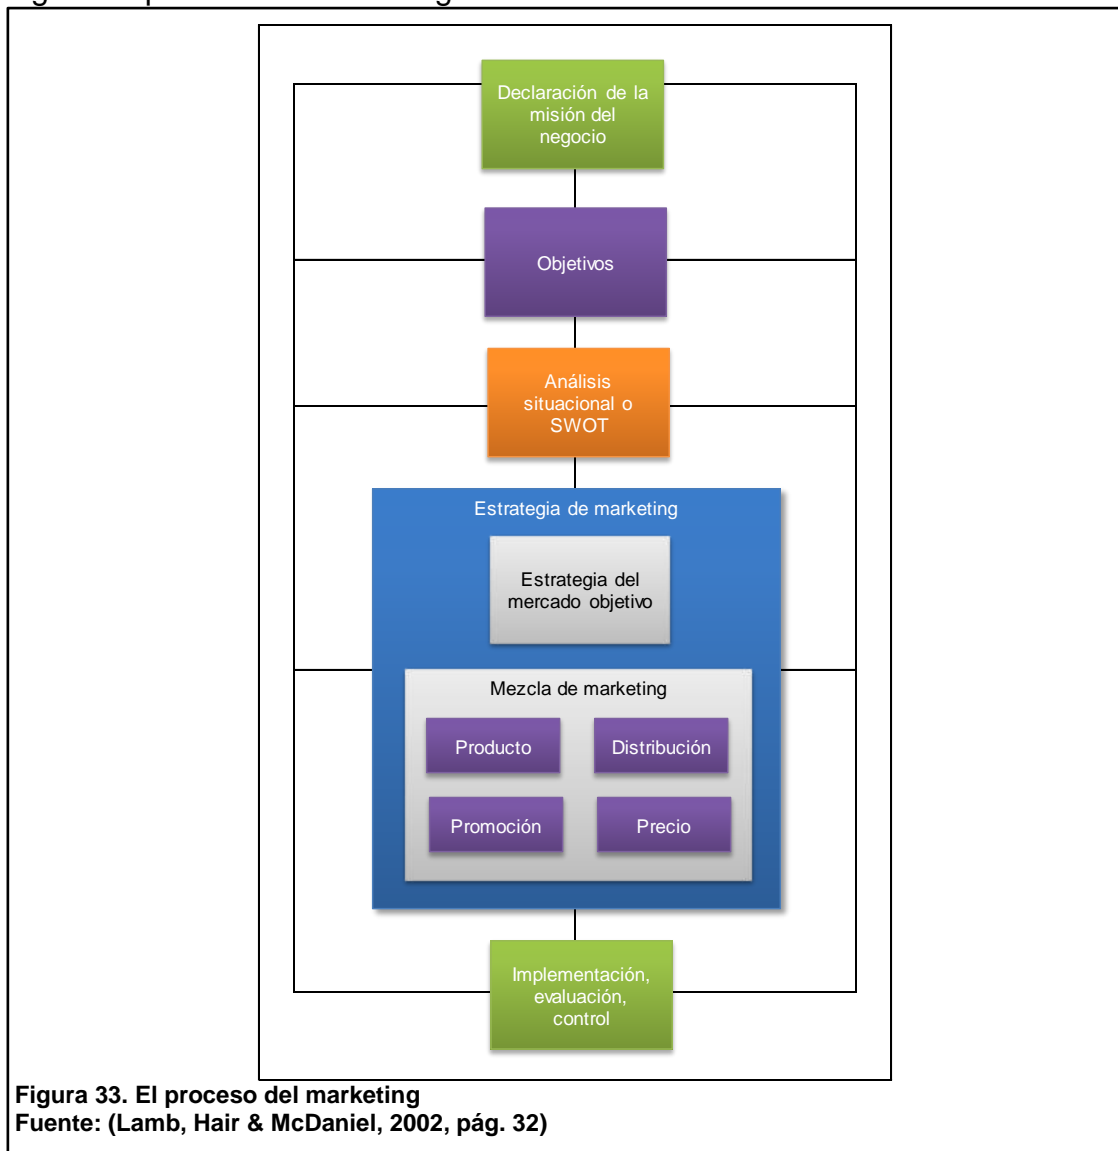 Declaración de la
misión del
negocio
Objetivos
Análisis
situacional o
SWOT
Estrategia de marketing
Estrategia del
mercado objetivo
Mezcla de marketing
Producto
Distribución
Promoción
Precio
Implementación,
evaluación,
control
Figura 33. El proceso del marketing
Fuente: (Lamb, Hair & McDaniel, 2002, pág. 32)